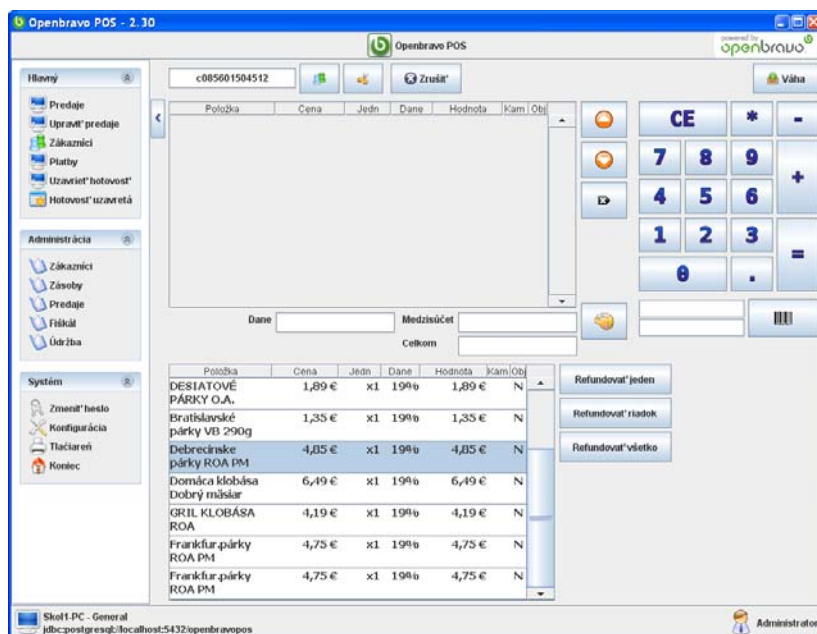 Openbravo POS - 2.30
Openbravo POS
powered by
openbravo
Hlavný
Predaje
Upraviť predaje
Zákazníci
Platby
Uzavrieť hotovosť
Hotovosť uzavretá
Administrácia
Zákazníci
Zásoby
Predaje
Fiškál
Údržba
Systém
Zmeniť heslo
Konfigurácia
Tlačiareň
Koniec
c085601504512
Zrušiť
Váha
Položka Cena Jedn Dane Hodnota Kam Obj
CE * -
7 8 9 +
4 5 6
1 2 3 =
0 .
Dane Medzisúčet
Celkom
Položka Cena Jedn Dane Hodnota Kam Obj
DESIATOVÉ PÁRKY O.A. 1,89 € x1 19% 1,89 € N
Bratislavské párky VB 290g 1,35 € x1 19% 1,35 € N
Debrecínske párky ROA PM 4,85 € x1 19% 4,85 € N
Domáca klobása Dobrý mäsiar 6,49 € x1 19% 6,49 € N
GRIL KLOBÁSA ROA 4,19 € x1 19% 4,19 € N
Frankfur.párky ROA PM 4,75 € x1 19% 4,75 € N
Frankfur.párky ROA PM 4,75 € x1 19% 4,75 € N
Refundovať jeden
Refundovať riadok
Refundovať všetko
Skol1-PC - General
jdbc:postgresql://localhost:5432/openbravopos
Administrator